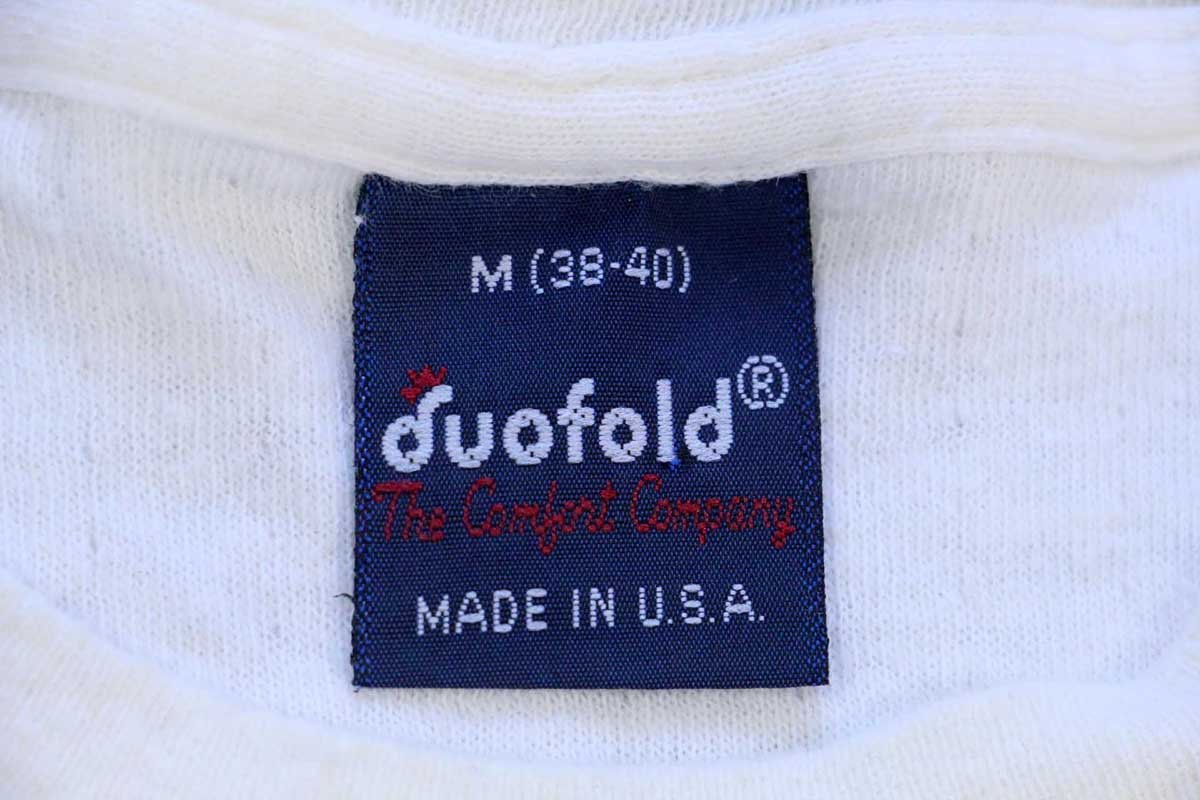 M (38-40)
duofold®
The Comfort Company
MADE IN U.S.A.